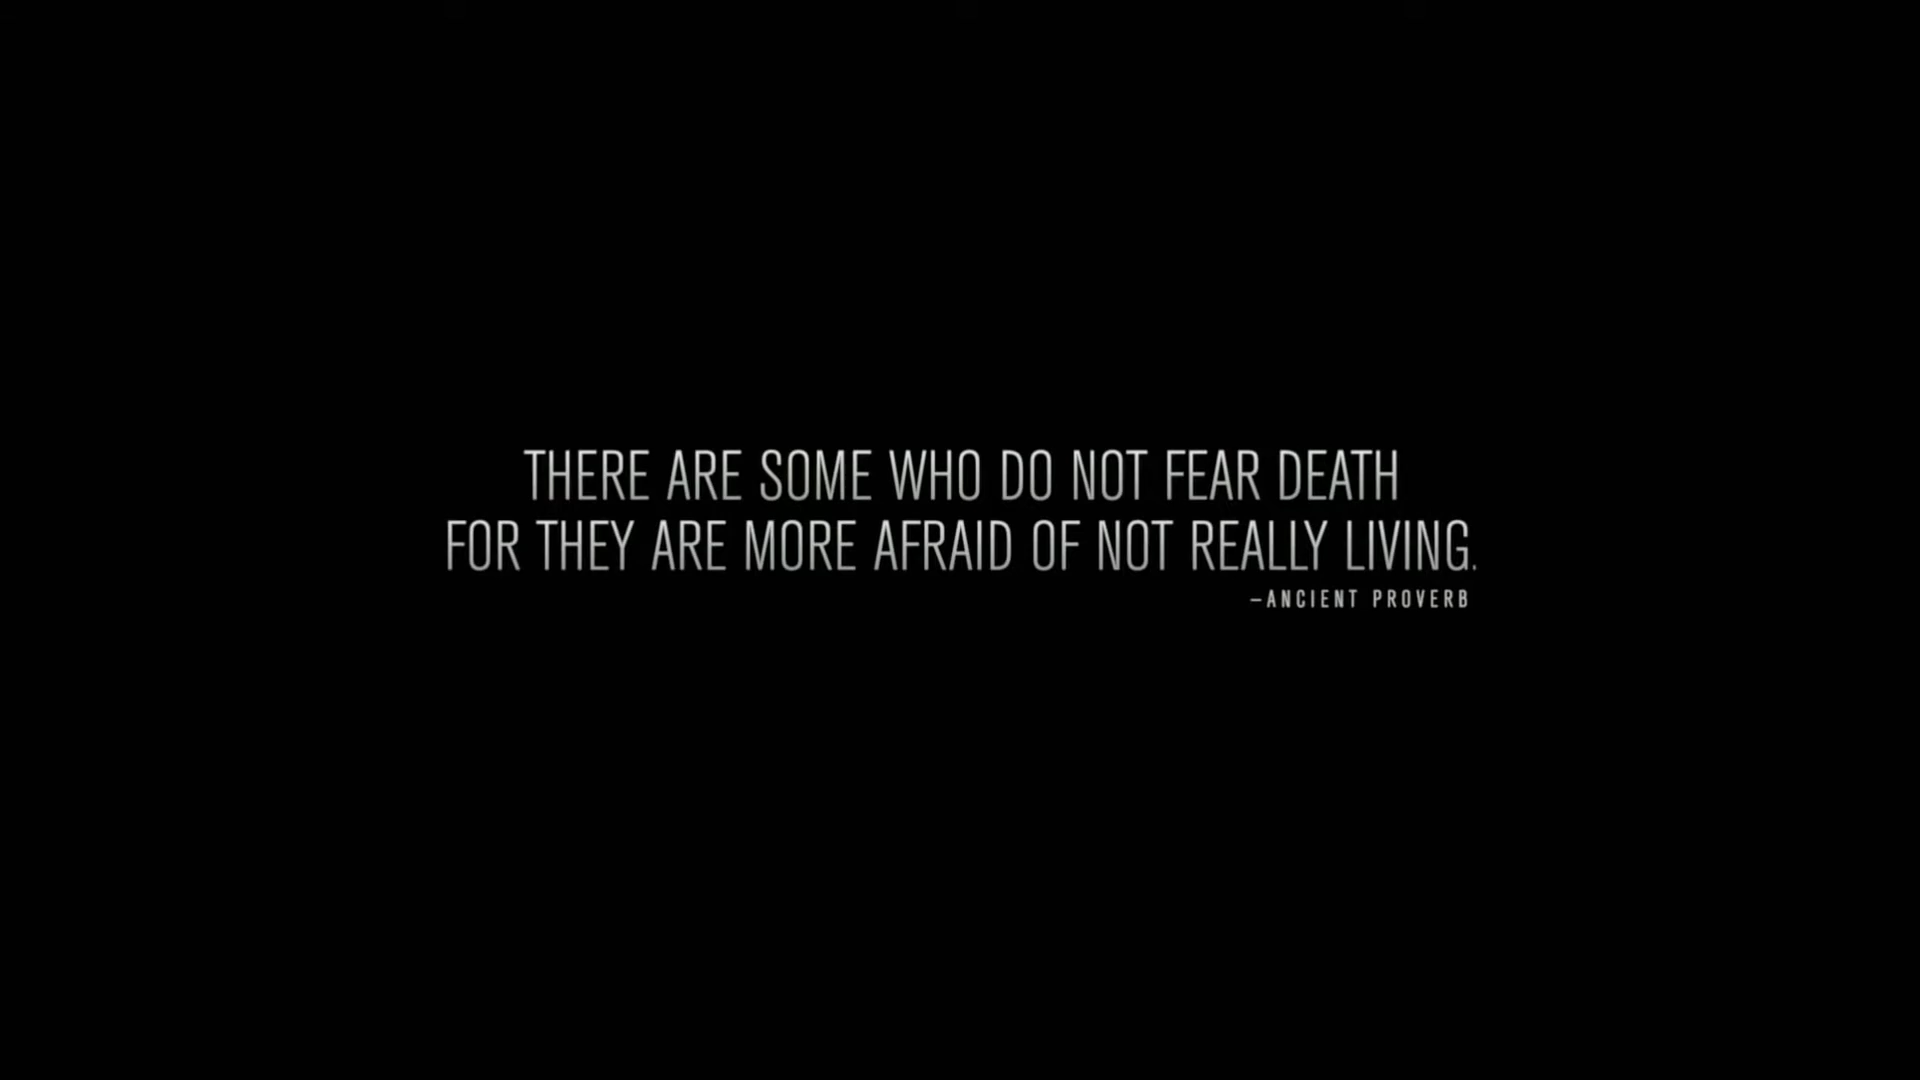 THERE ARE SOME WHO DO NOT FEAR DEATH
FOR THEY ARE MORE AFRAID OF NOT REALLY LIVING.
–ANCIENT PROVERB